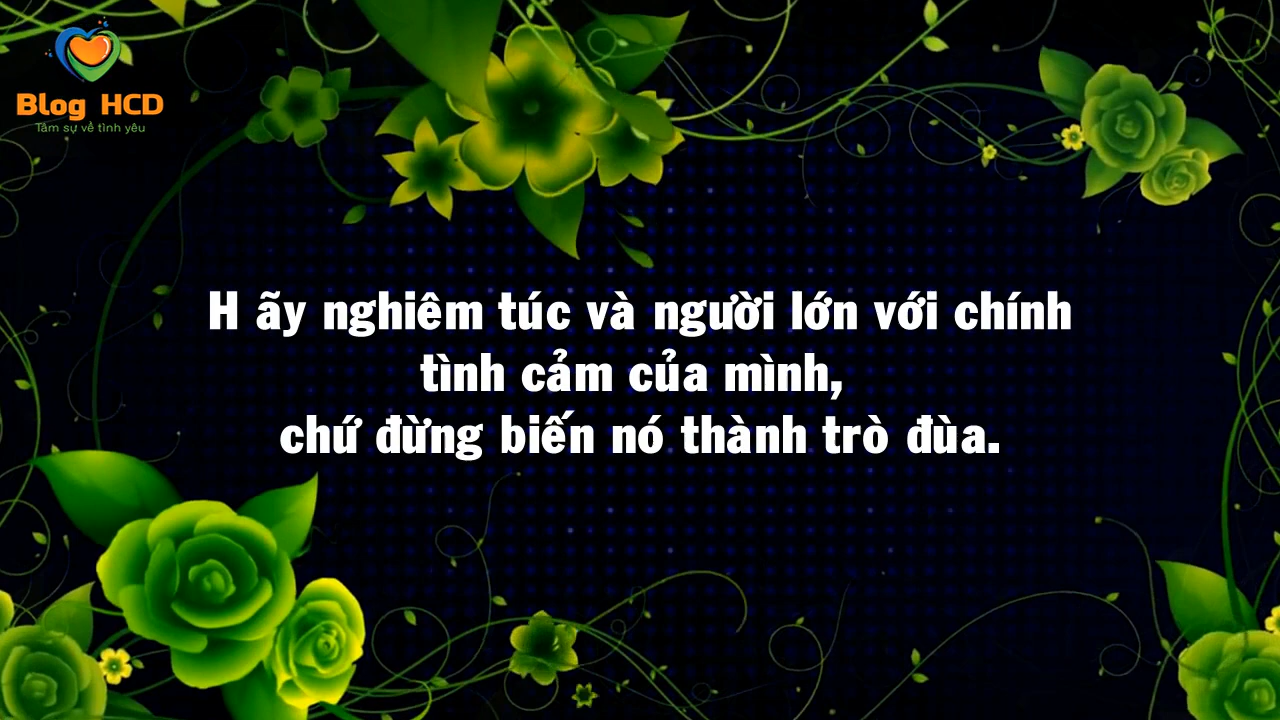 Blog HCD
Tâm sự về tình yêu
H ãy nghiêm túc và người lớn với chính
tình cảm của mình,
chứ đừng biến nó thành trò đùa.